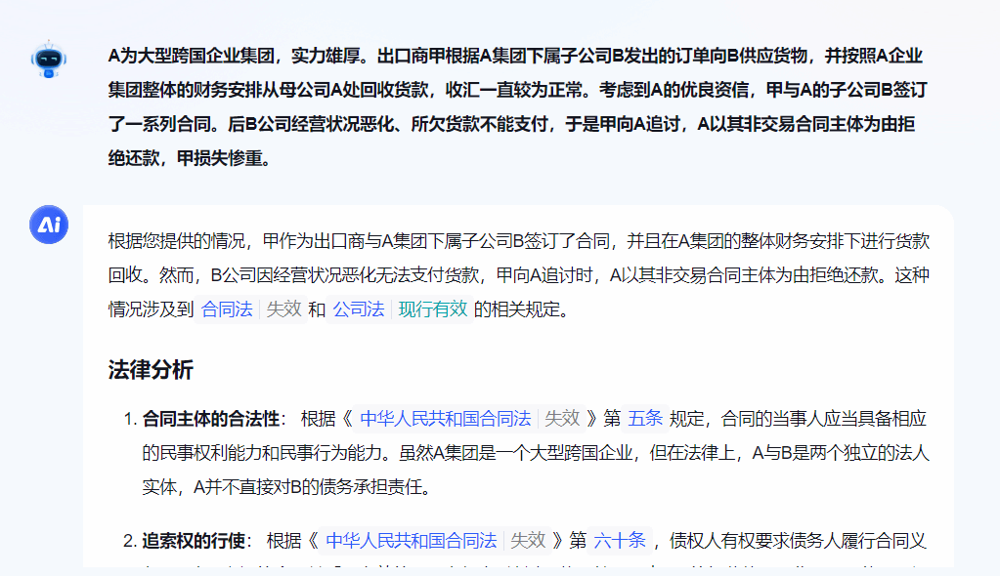 A为大型跨国企业集团，实力雄厚。出口商甲根据A集团下属子公司B发出的订单向B供应货物，并按照A企业
集团整体的财务安排从母公司A处回收货款，收汇一直较为正常。考虑到A的优良资信，甲与A的子公司B签订
了一系列合同。后B公司经营状况恶化、所欠货款不能支付，于是甲向A追讨，A以其非交易合同主体为由拒
绝还款，甲损失惨重。
Ai
根据您提供的情况，甲作为出口商与A集团下属子公司B签订了合同，并且在A集团的整体财务安排下进行货款
回收。然而，B公司因经营状况恶化无法支付货款，甲向A追讨时，A以其非交易合同主体为由拒绝还款。这种
情况涉及到 合同法 | 失效 和 公司法 | 现行有效 的相关规定。
法律分析
1. 合同主体的合法性： 根据《 中华人民共和国合同法 | 失效 》第 五条 规定，合同的当事人应当具备相应
的民事权利能力和民事行为能力。虽然A集团是一个大型跨国企业，但在法律上，A与B是两个独立的法人
实体，A并不直接对B的债务承担责任。
2. 追索权的行使： 根据《 中华人民共和国合同法 | 失效 》第 六十条 ，债权人有权要求债务人履行合同义